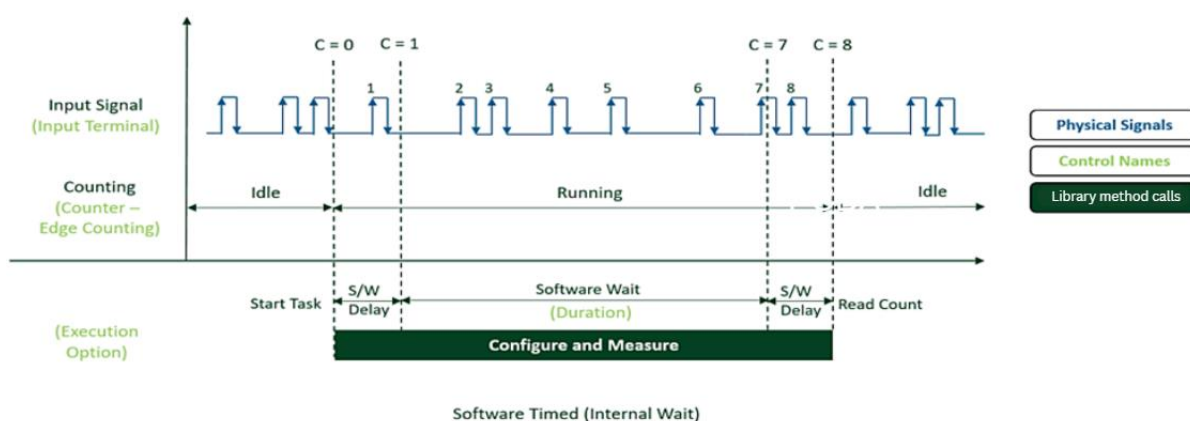 C = 0
C = 1
C = 7
C = 8
1
2
3
4
5
6
7
8
Input Signal
(Input Terminal)
Physical Signals
Control Names
Library method calls
Counting
(Counter –
Edge Counting)
Idle
Running
Idle
Start Task
S/W
Delay
Software Wait
(Duration)
S/W
Delay
Read Count
(Execution
Option)
Configure and Measure
Software Timed (Internal Wait)